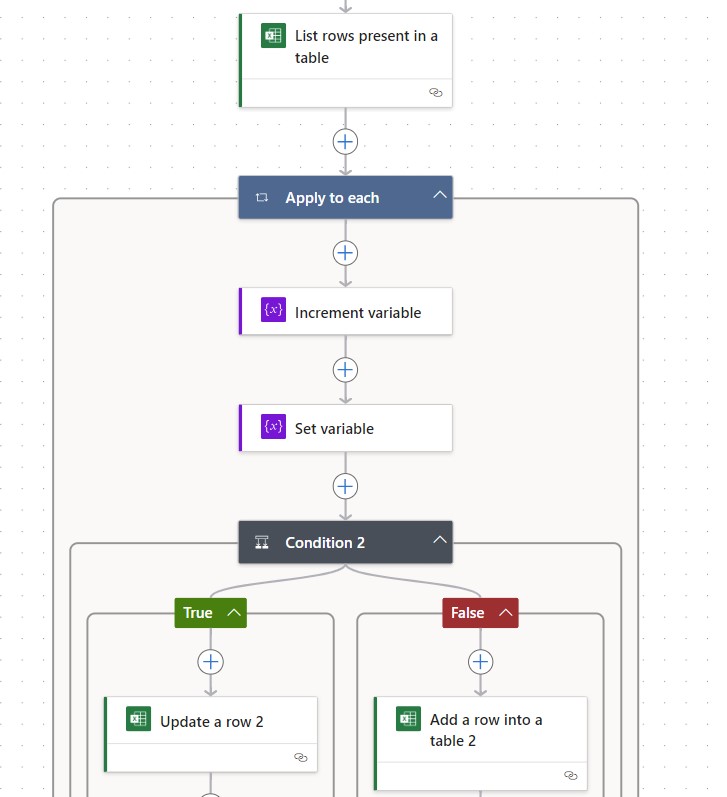 List rows present in a
table
Apply to each
{x} Increment variable
{x} Set variable
Condition 2
True
False
Update a row 2
Add a row into a
table 2